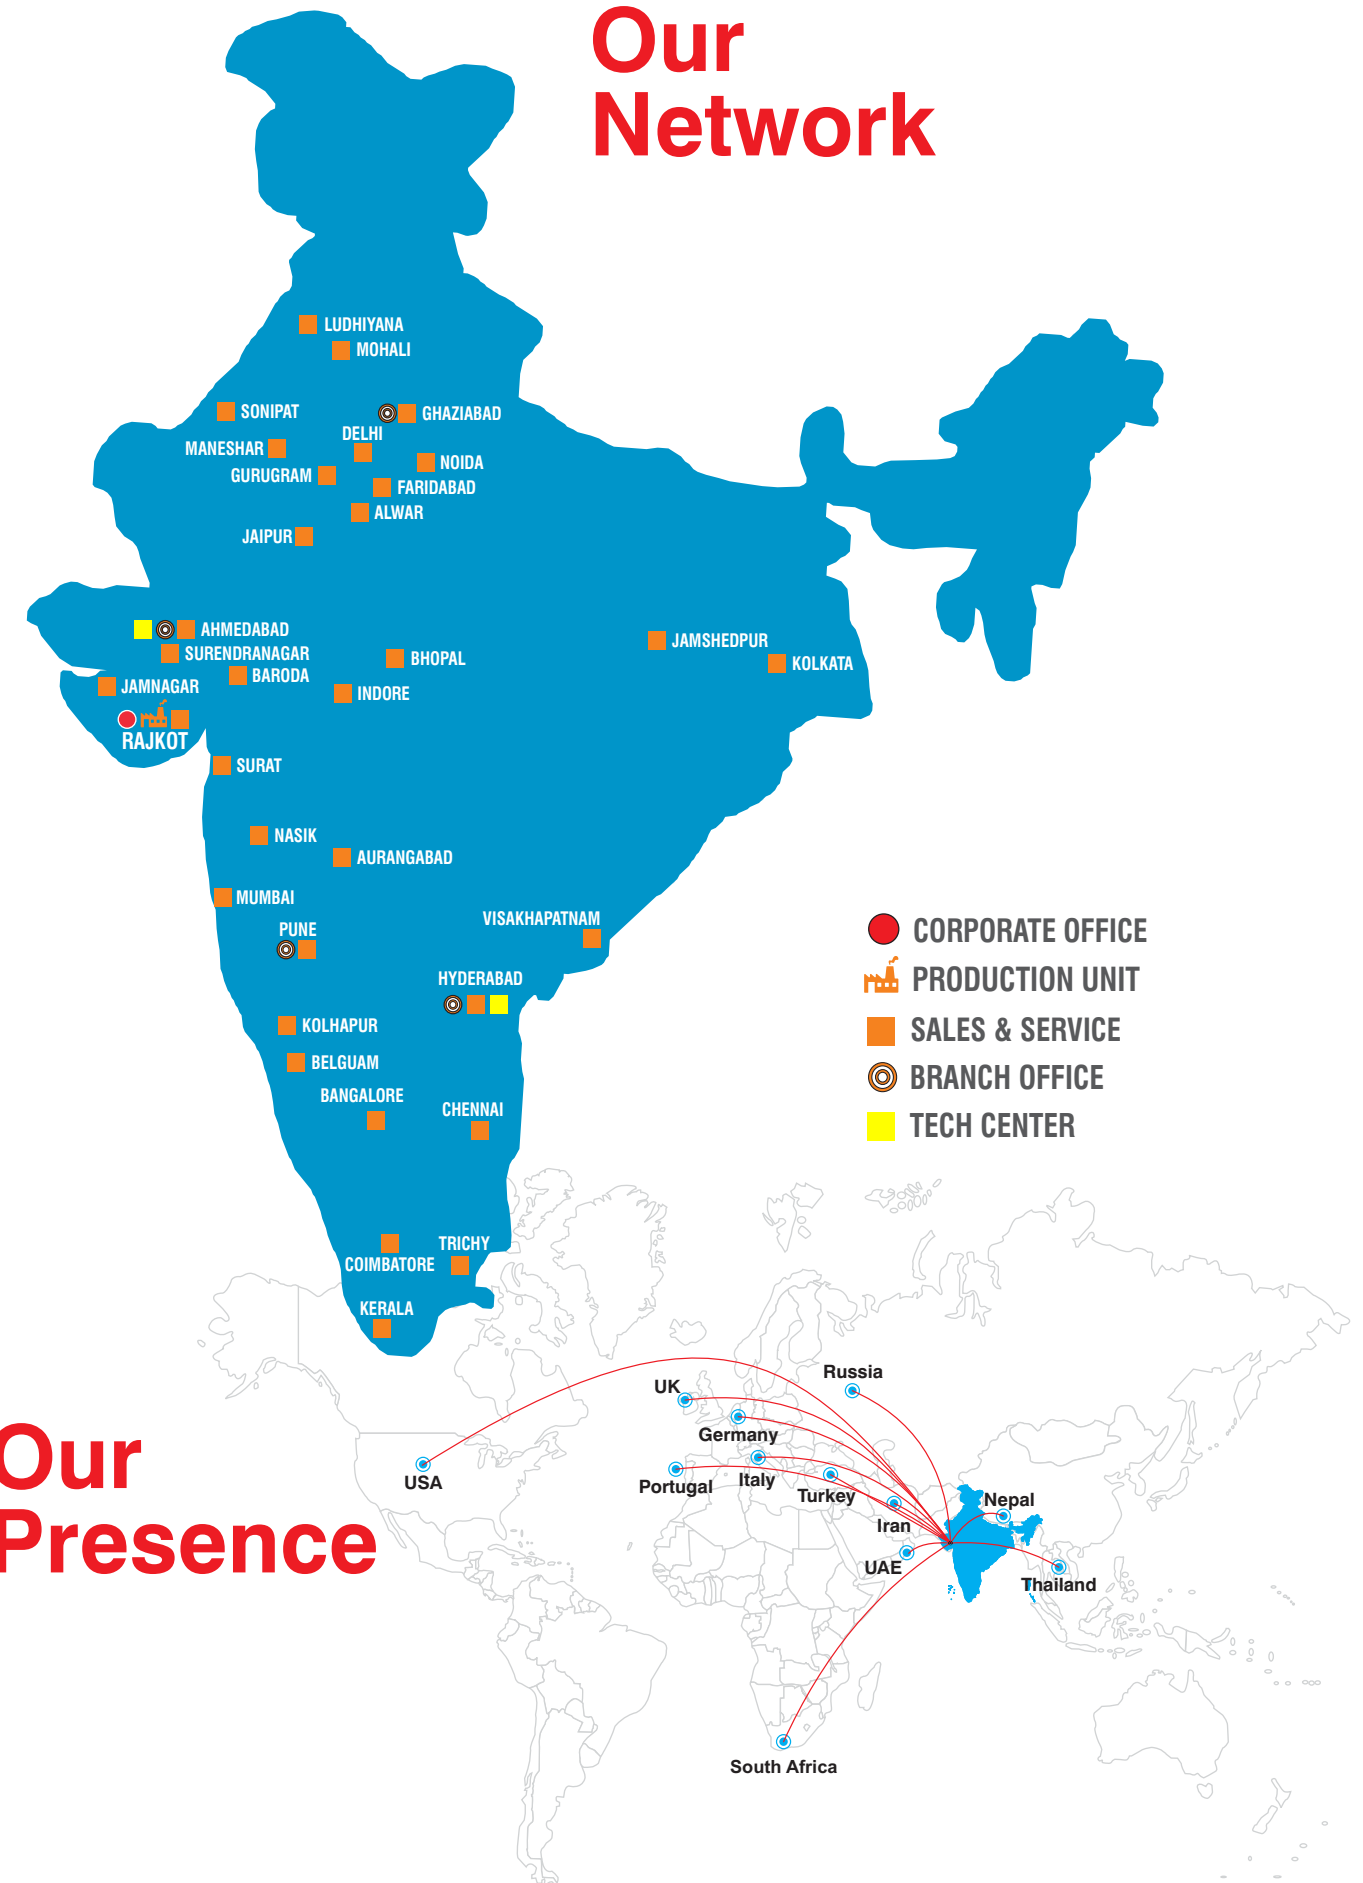 Our
Network
LUDHIYANA
MOHALI
SONIPAT
GHAZIABAD
DELHI
MANESHAR
NOIDA
GURUGRAM
FARIDABAD
ALWAR
JAIPUR
AHMEDABAD
SURENDRANAGAR
JAMSHEDPUR
BHOPAL
KOLKATA
BARODA
JAMNAGAR
INDORE
RAJKOT
SURAT
NASIK
AURANGABAD
MUMBAI
VISAKHAPATNAM
PUNE
HYDERABAD
KOLHAPUR
BELGUAM
BANGALORE
CHENNAI
TRICHY
COIMBATORE
KERALA
CORPORATE OFFICE
PRODUCTION UNIT
SALES & SERVICE
BRANCH OFFICE
TECH CENTER
Our
Presence
Russia
UK
Germany
USA
Portugal
Italy
Turkey
Nepal
Iran
UAE
Thailand
South Africa